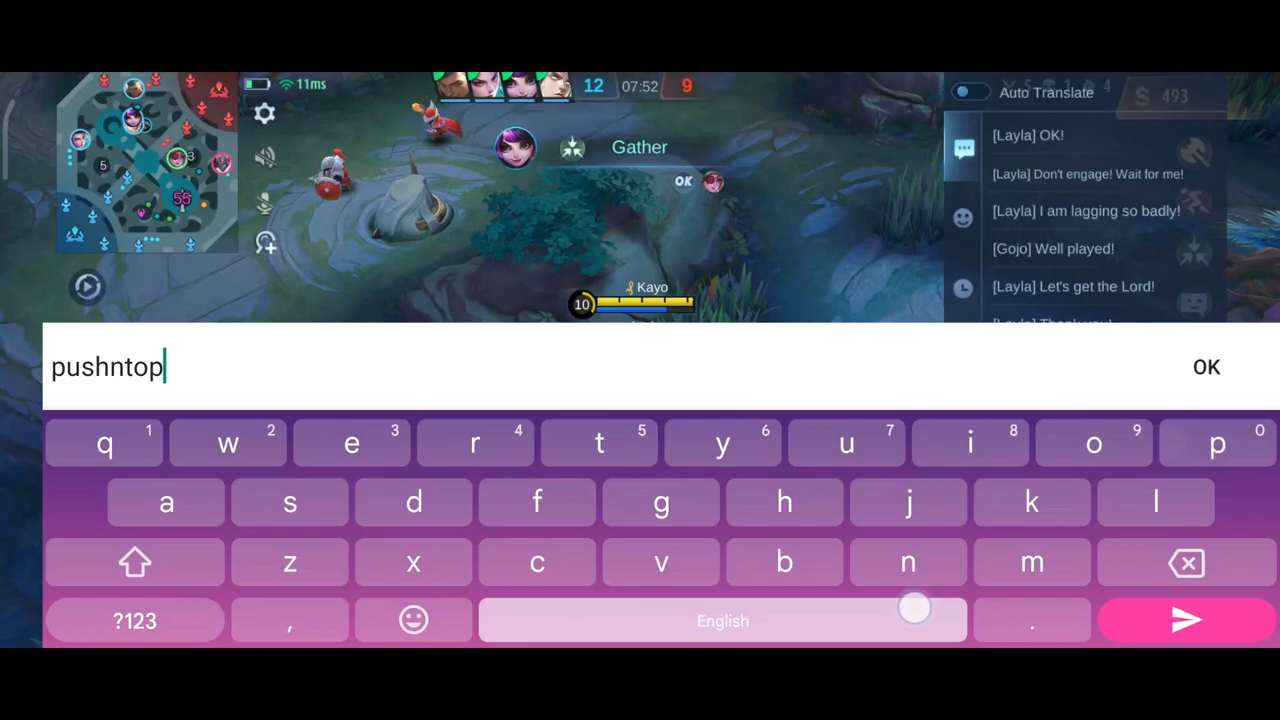 11ms
12 07:52 9
Auto Translate
$ 493
Gather
OK
[Layla] OK!
[Layla] Don't engage! Wait for me!
[Layla] I am lagging so badly!
[Gojo] Well played!
[Layla] Let's get the Lord!
5
3
55
10 Kayo
pushntop
OK
q 1 w 2 e 3 r 4 t 5 y 6 u 7 i 8 o 9 p 0
a s d f g h j k l
z x c v b n m
?123 , English .